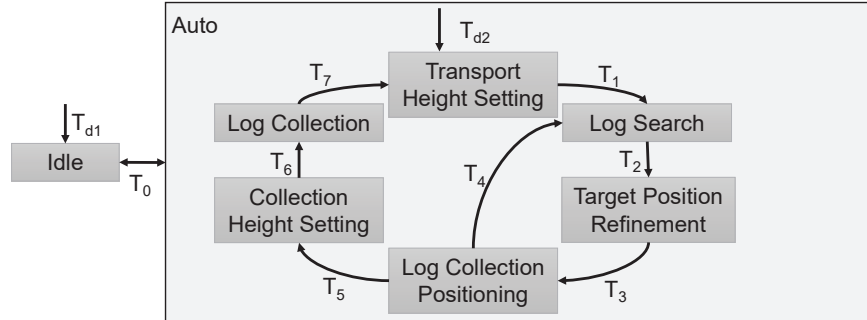 Auto
T_d2
Transport
Height Setting
T_7
T_1
Log Collection
Log Search
T_d1
Idle
T_0
T_6
T_4
T_2
Collection
Height Setting
Target Position
Refinement
Log Collection
Positioning
T_5
T_3